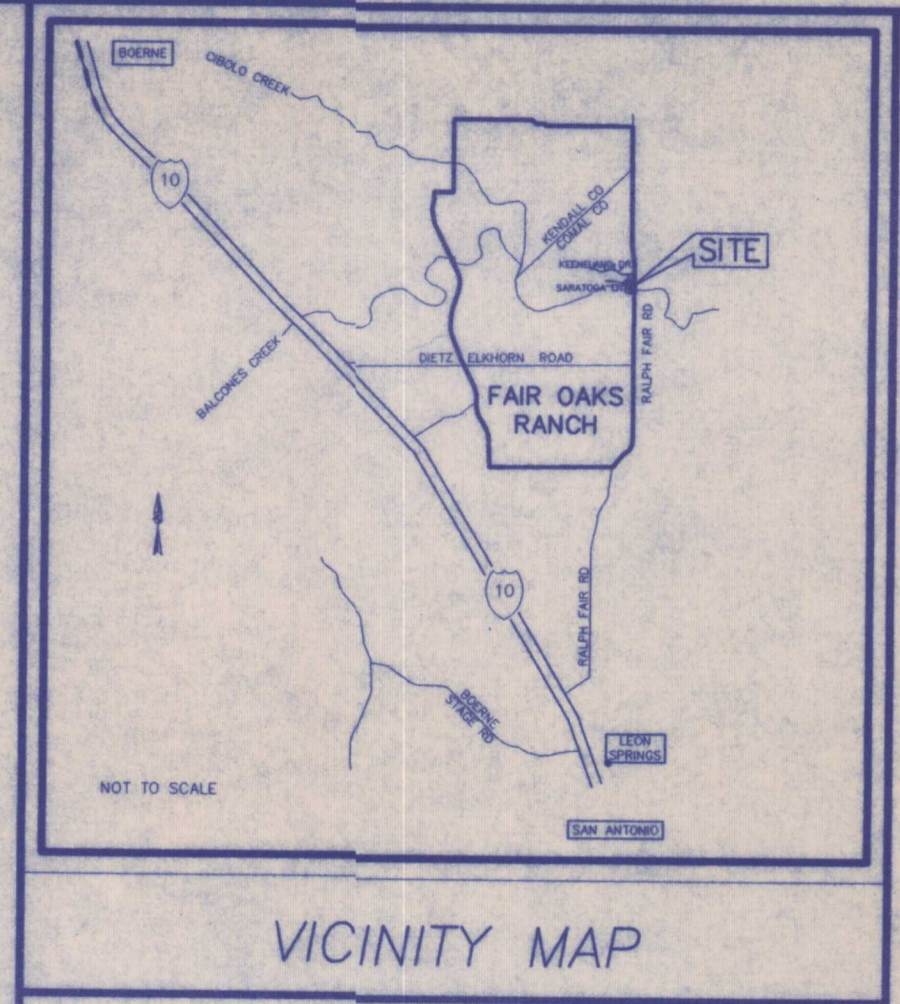 BOERNE
CIBOLO CREEK
10
KENDALL CO
COMAL CO
SITE
KEENELAND DR
SARATOGA
RALPH FAIR RD
BALCONES CREEK
DIETZ ELKHORN ROAD
FAIR OAKS
RANCH
10
RALPH FAIR RD
BOERNE
STAGE RD
LEON
SPRINGS
NOT TO SCALE
SAN ANTONIO
VICINITY MAP